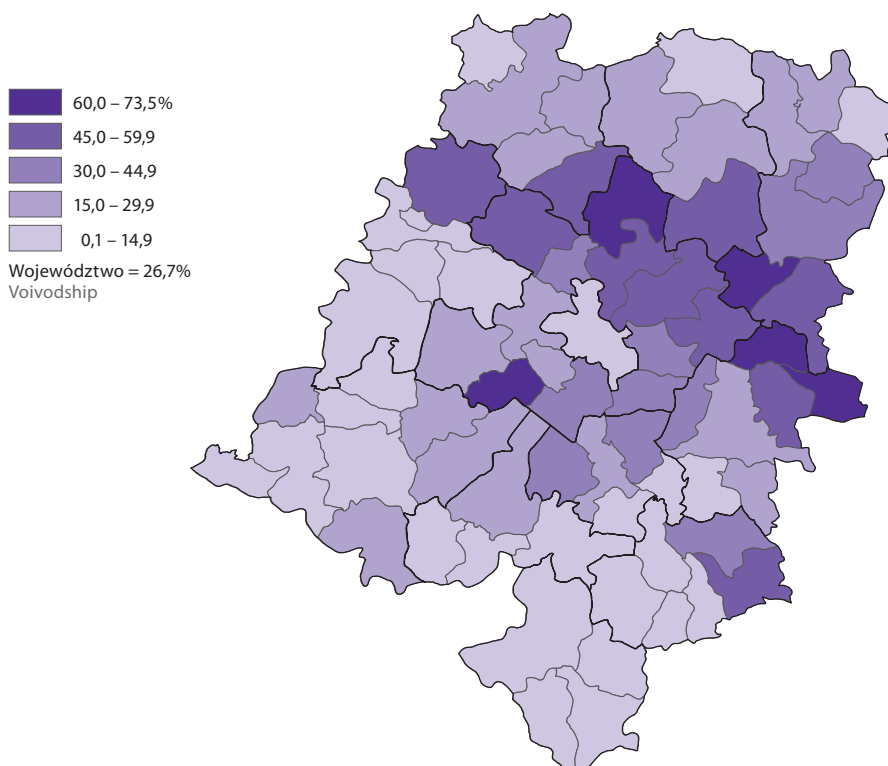 60,0 – 73,5%
45,0 – 59,9
30,0 – 44,9
15,0 – 29,9
0,1 – 14,9
Województwo = 26,7%
Voivodship